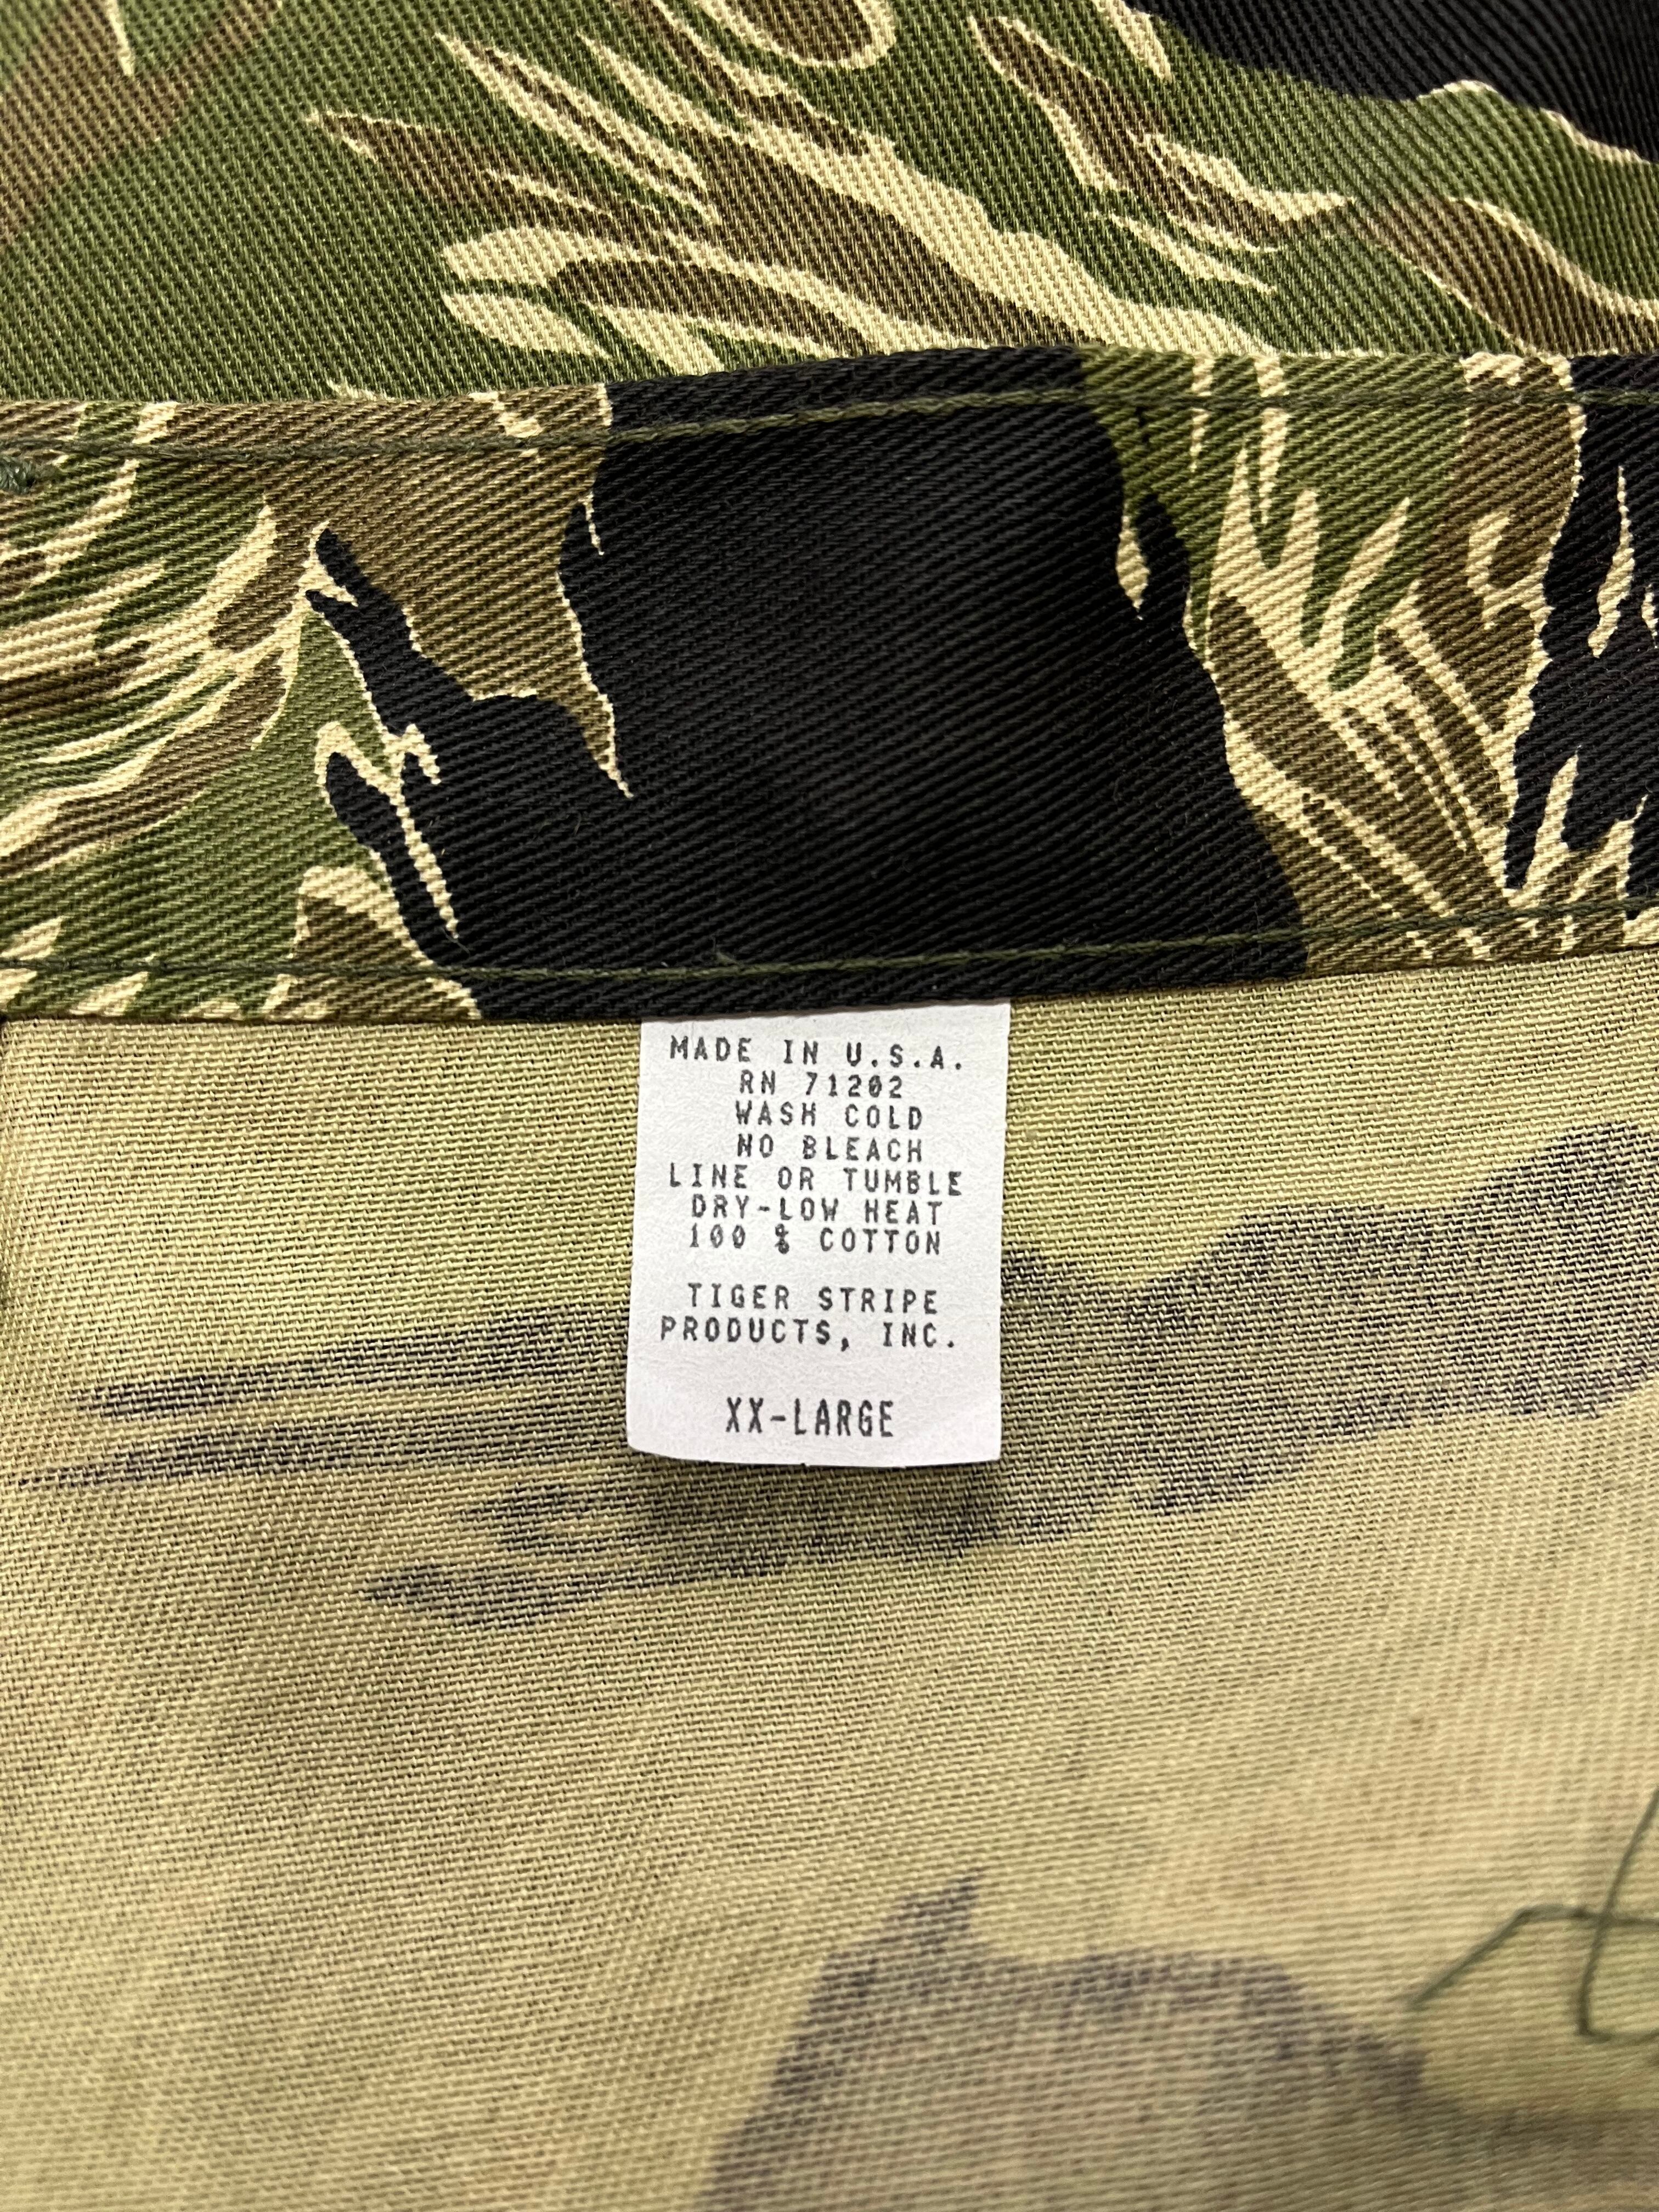 MADE IN U.S.A.
RN 71202
WASH COLD
NO BLEACH
LINE OR TUMBLE
DRY-LOW HEAT
100 % COTTON
TIGER STRIPE
PRODUCTS, INC.
XX-LARGE